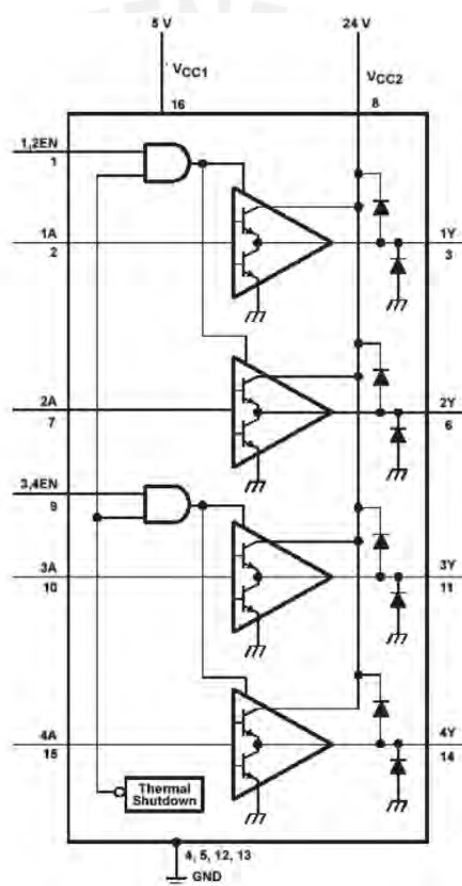 5 V
24 V
VCC1
VCC2
16
8
1,2EN
1
1A
2
1Y
3
2A
7
2Y
6
3,4EN
9
3A
10
3Y
11
4A
15
4Y
14
Thermal
Shutdown
4, 5, 12, 13
GND